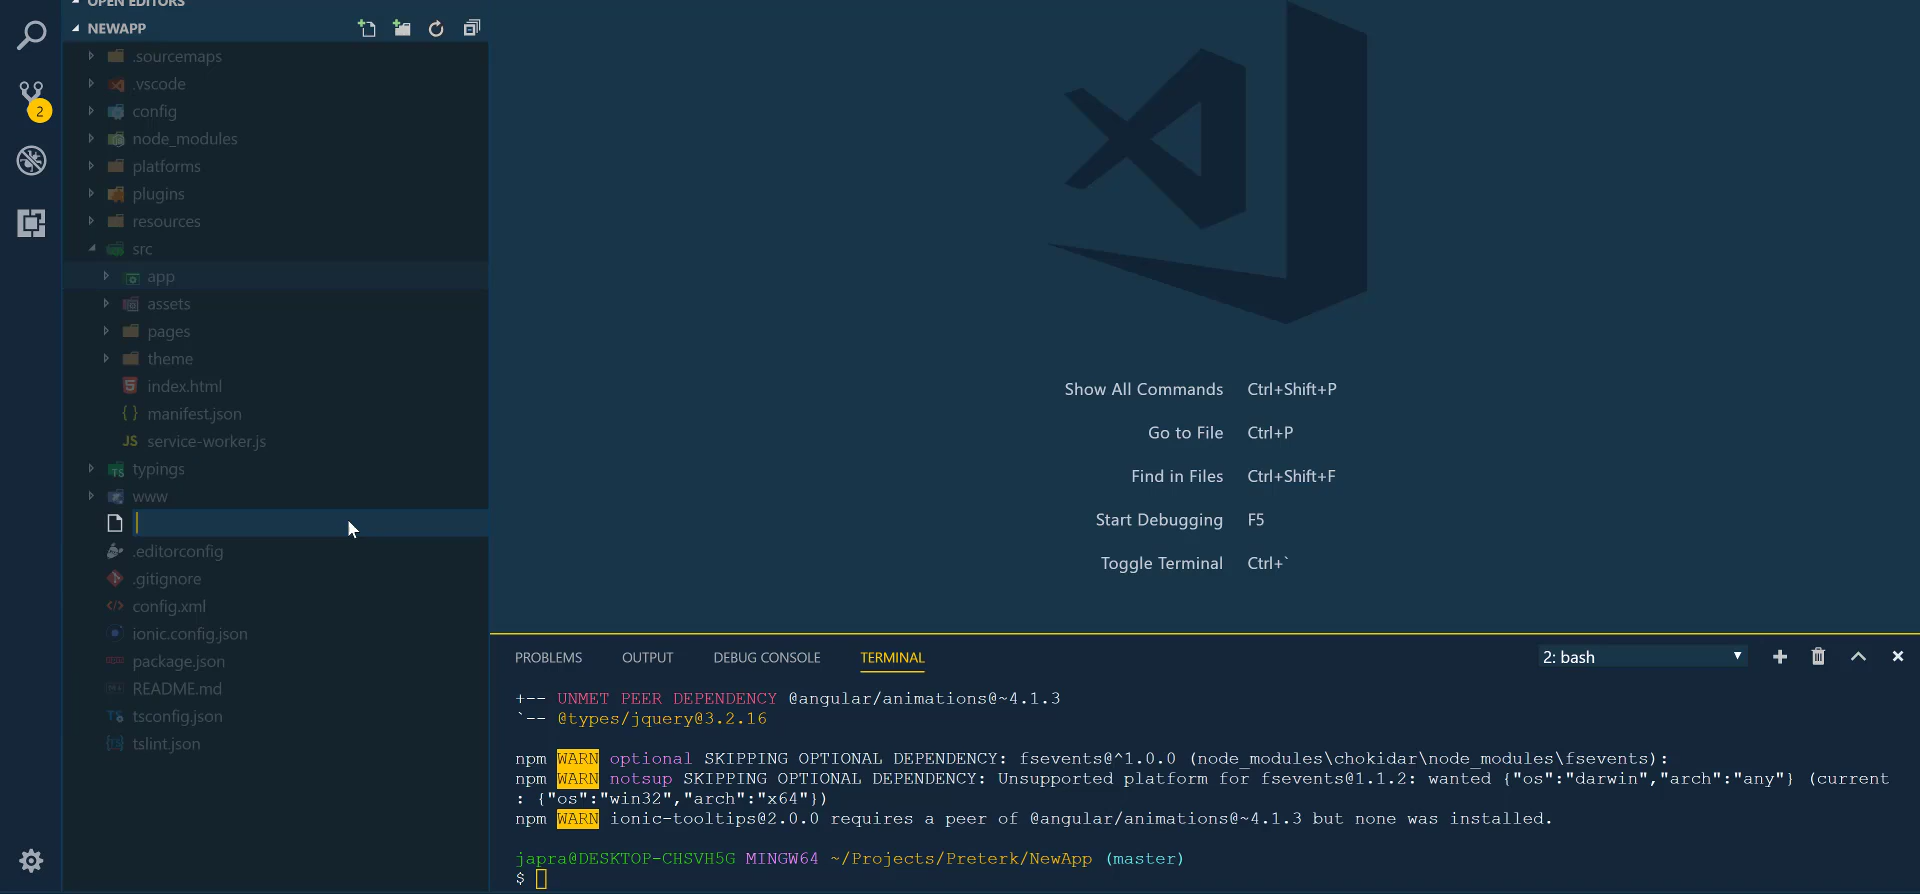 OPEN EDITORS
NEWAPP
.sourcemaps
.vscode
2
config
node_modules
platforms
plugins
resources
src
app
assets
pages
theme
index.html
manifest.json
JS service-worker.js
typings
www
.editorconfig
.gitignore
config.xml
ionic.config.json
package.json
README.md
tsconfig.json
tslint.json
Show All Commands Ctrl+Shift+P
Go to File Ctrl+P
Find in Files Ctrl+Shift+F
Start Debugging F5
Toggle Terminal Ctrl+`
PROBLEMS OUTPUT DEBUG CONSOLE TERMINAL 2: bash
+-- UNMET PEER DEPENDENCY @angular/animations@~4.1.3
`-- @types/jquery@3.2.16
npm WARN optional SKIPPING OPTIONAL DEPENDENCY: fsevents@^1.0.0 (node_modules\chokidar\node_modules\fsevents):
npm WARN notsup SKIPPING OPTIONAL DEPENDENCY: Unsupported platform for fsevents@1.1.2: wanted {"os":"darwin","arch":"any"} (current
: {"os":"win32","arch":"x64"})
npm WARN ionic-tooltips@2.0.0 requires a peer of @angular/animations@~4.1.3 but none was installed.
japra@DESKTOP-CHSVH5G MINGW64 ~/Projects/Preterk/NewApp (master)
$